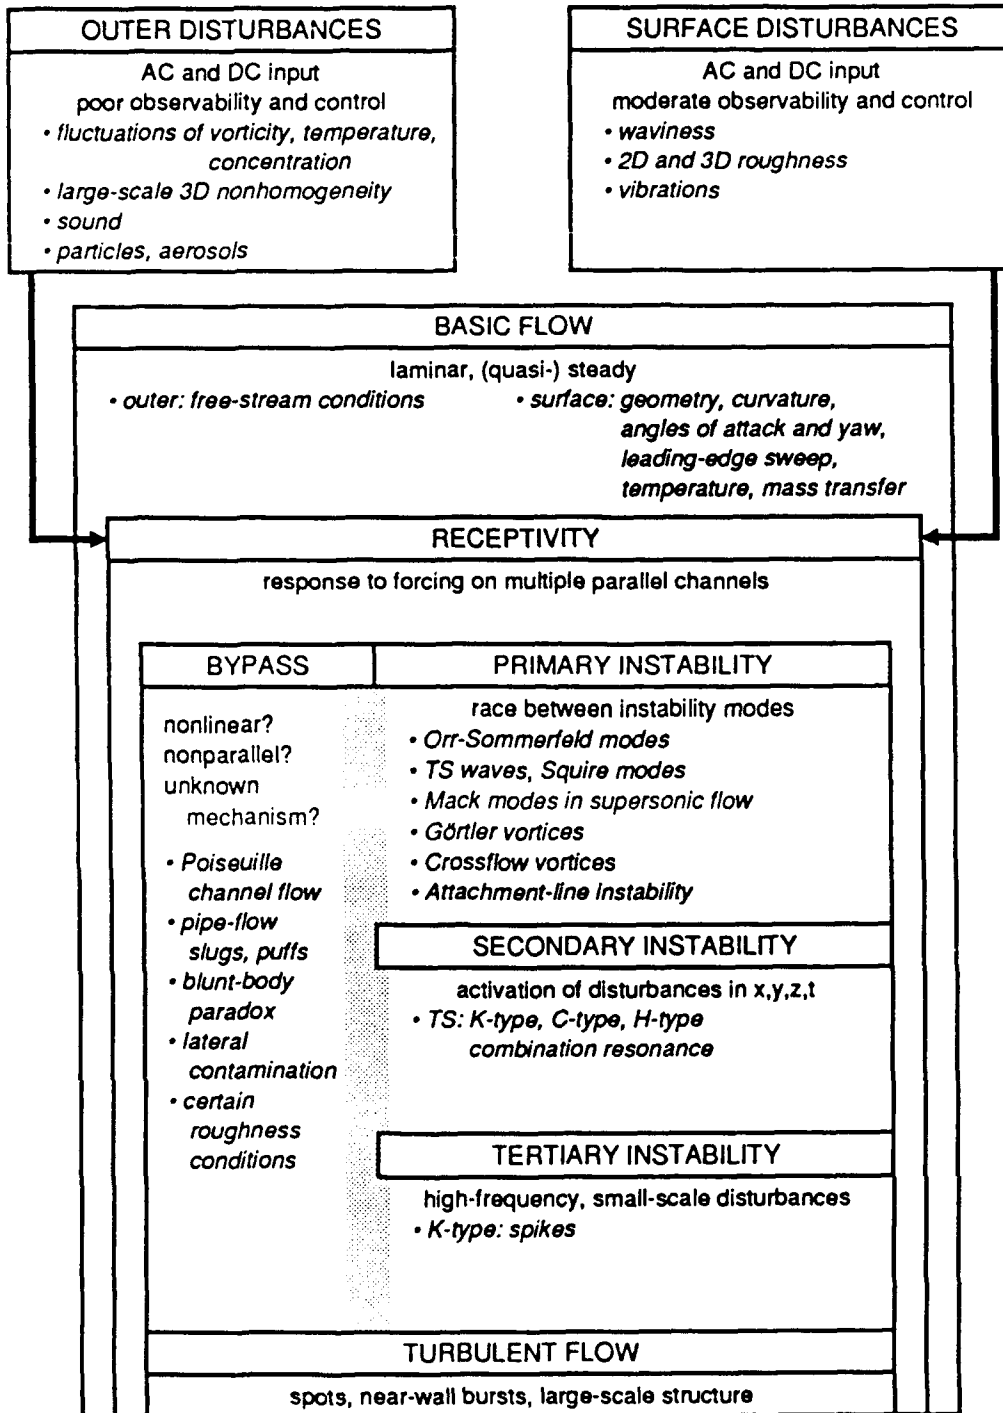 OUTER DISTURBANCES
AC and DC input
poor observability and control
• fluctuations of vorticity, temperature,
concentration
• large-scale 3D nonhomogeneity
• sound
• particles, aerosols
SURFACE DISTURBANCES
AC and DC input
moderate observability and control
• waviness
• 2D and 3D roughness
• vibrations
BASIC FLOW
laminar, (quasi-) steady
• outer: free-stream conditions
• surface: geometry, curvature,
angles of attack and yaw,
leading-edge sweep,
temperature, mass transfer
RECEPTIVITY
response to forcing on multiple parallel channels
BYPASS
nonlinear?
nonparallel?
unknown
mechanism?
• Poiseuille
channel flow
• pipe-flow
slugs, puffs
• blunt-body
paradox
• lateral
contamination
• certain
roughness
conditions
PRIMARY INSTABILITY
race between instability modes
• Orr-Sommerfeld modes
• TS waves, Squire modes
• Mack modes in supersonic flow
• Görtler vortices
• Crossflow vortices
• Attachment-line Instability
SECONDARY INSTABILITY
activation of disturbances in x,y,z,t
• TS: K-type, C-type, H-type
combination resonance
TERTIARY INSTABILITY
high-frequency, small-scale disturbances
• K-type: spikes
TURBULENT FLOW
spots, near-wall bursts, large-scale structure